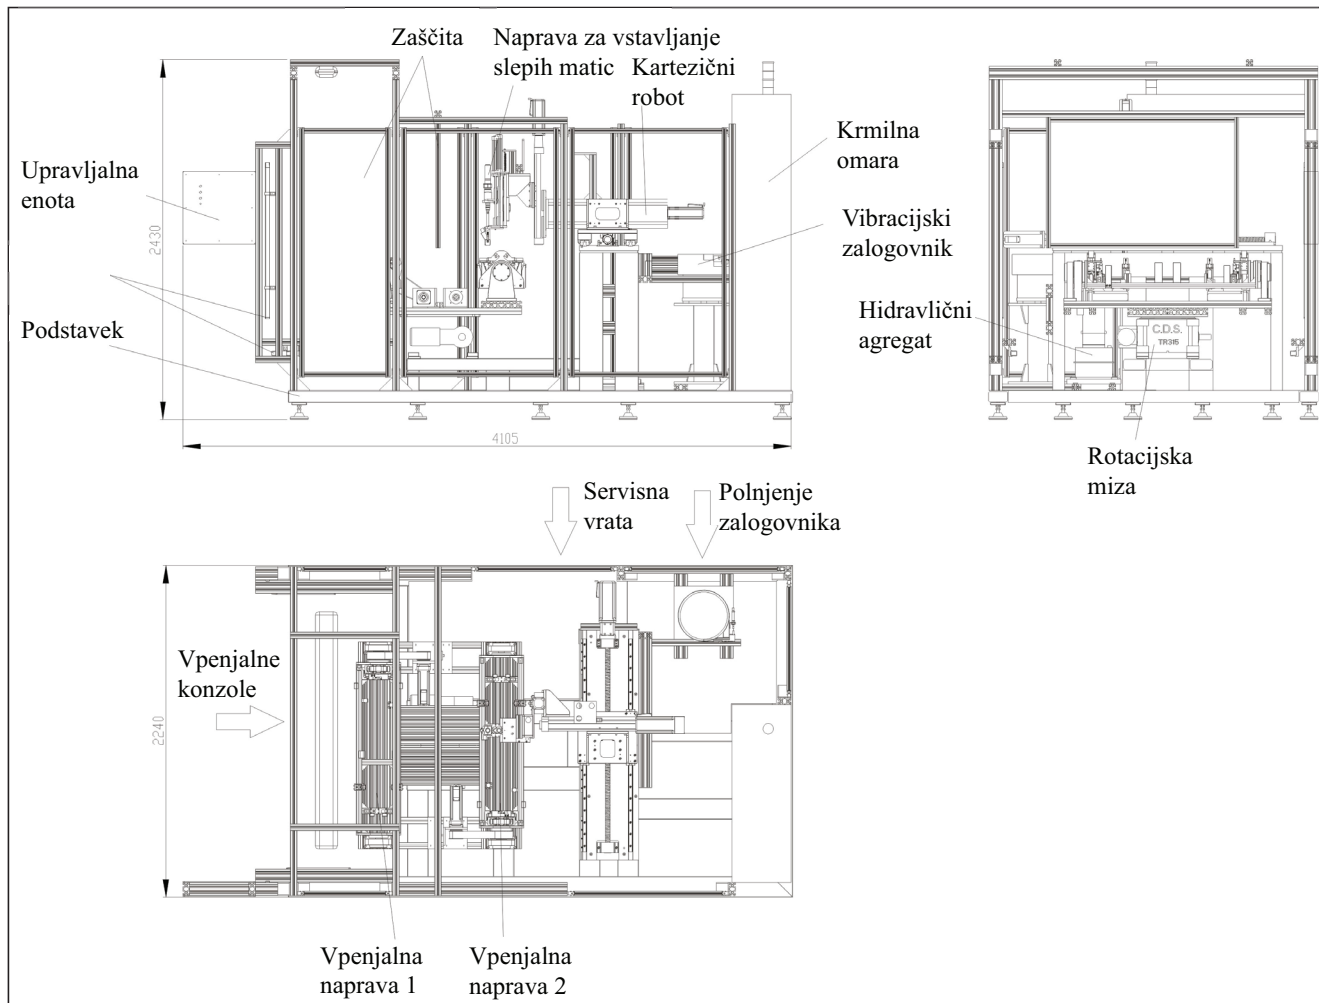 Zaščita
Naprava za vstavljanje
slepih matic
Kartezični
robot
Krmilna
omara
Upravljalna
enota
Vibracijski
zalogovnik
2430
Podstavek
Hidravlični
agregat
C.D.S.
TR315
4105
Rotacijska
miza
Servisna
vrata
Polnjenje
zalogovnika
Vpenjalne
konzole
2240
Vpenjalna
naprava 1
Vpenjalna
naprava 2